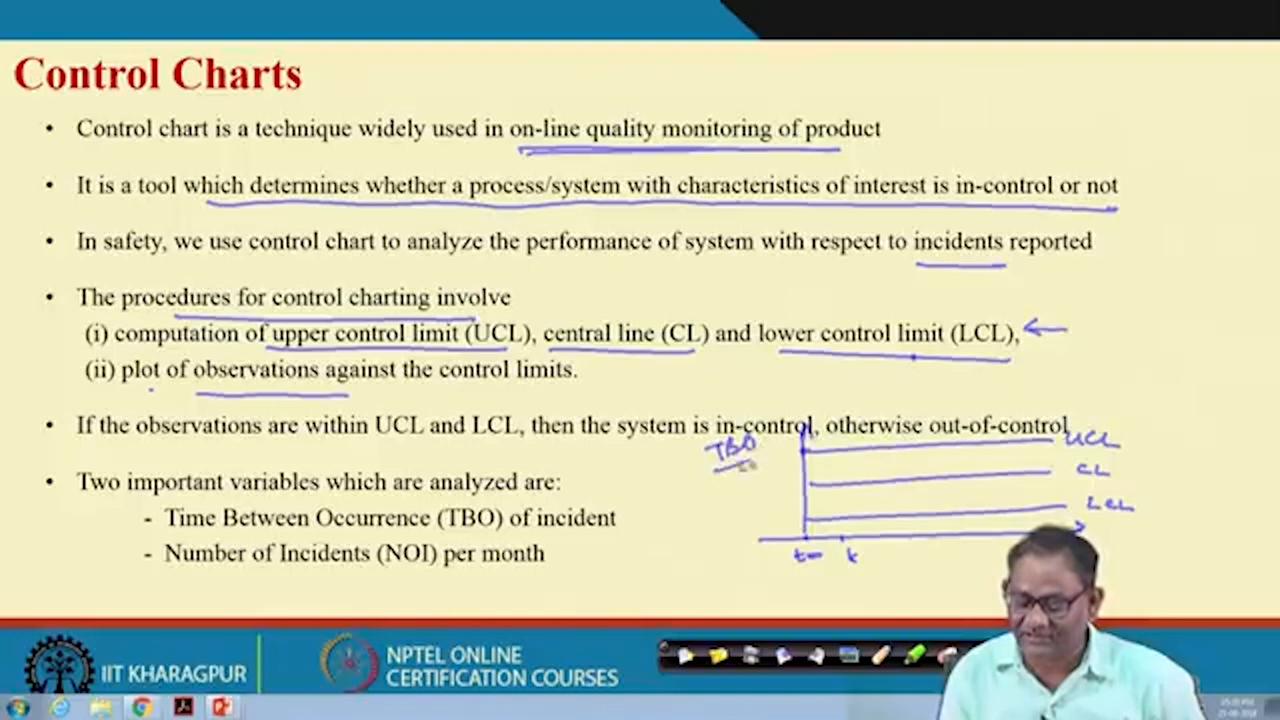 Control Charts
• Control chart is a technique widely used in on-line quality monitoring of product
• It is a tool which determines whether a process/system with characteristics of interest is in-control or not
• In safety, we use control chart to analyze the performance of system with respect to incidents reported
• The procedures for control charting involve
(i) computation of upper control limit (UCL), central line (CL) and lower control limit (LCL),
(ii) plot of observations against the control limits.
• If the observations are within UCL and LCL, then the system is in-control, otherwise out-of-control
• Two important variables which are analyzed are:
- Time Between Occurrence (TBO) of incident
- Number of Incidents (NOI) per month
TBO
UCL
CL
LCL
t=
t
IIT KHARAGPUR
NPTEL ONLINE
CERTIFICATION COURSES